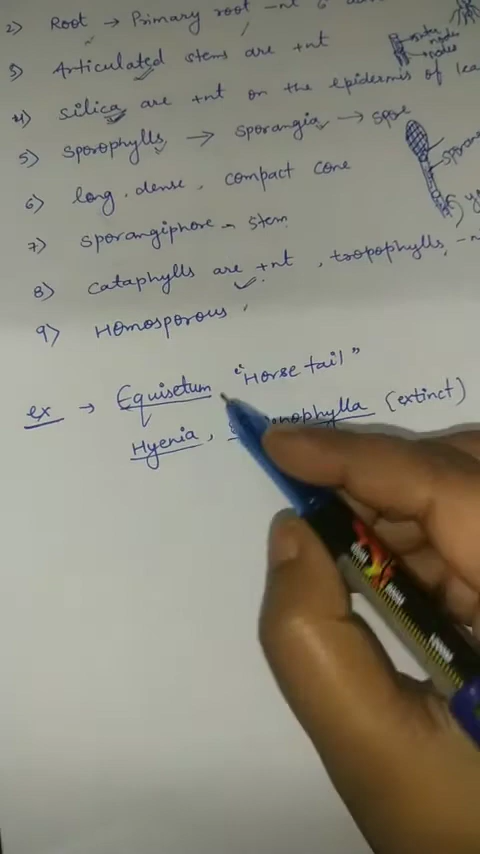 2) Root → Primary root -nt
3) Articulated stems are +nt
4) silica are +nt on the epidermis of
5) sporophylls → sporangia → spore
6) long, dense, compact cone
7) sporangiphore - stem
8) cataphylls are +nt, tropophylls
9) Homosporous
ex → Equisetum "Horse tail"
Hyenia, (extinct)